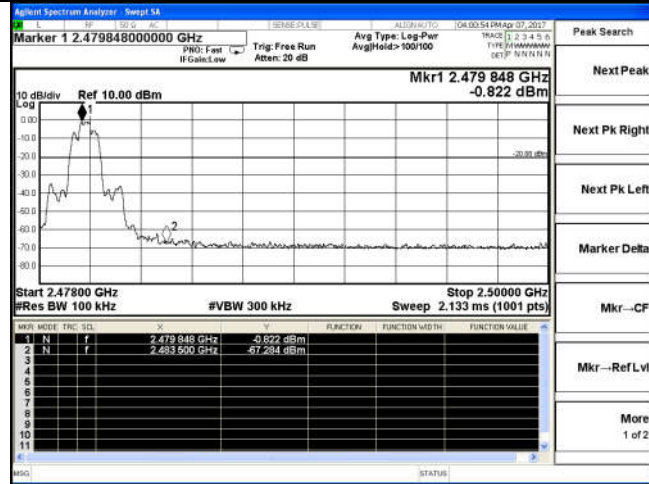 Agilent Spectrum Analyzer - Swept SA
L RF 50 Ω AC SENSE:PULSE ALIGN AUTO 04:00:54 PM Apr 07, 2017
Marker 1 2.479848000000 GHz
PNO: Fast
IFGain:Low
Trig: Free Run
Atten: 20 dB
Avg Type: Log-Pwr
Avg|Hold:>100/100
TRACE 1 2 3 4 5 6
TYPE MWWWWW
DET P N N N N N
Peak Search
Mkr1 2.479 848 GHz
-0.822 dBm
10 dB/div Ref 10.00 dBm
Log
1
0.00
-10.0
-20.0
-20.88 dBm
-30.0
-40.0
-50.0
2
-60.0
-70.0
-80.0
Start 2.47800 GHz Stop 2.50000 GHz
#Res BW 100 kHz #VBW 300 kHz Sweep 2.133 ms (1001 pts)
MKR MODE TRC SCL X Y FUNCTION FUNCTION WIDTH FUNCTION VALUE
1 N f 2.479 848 GHz -0.822 dBm
2 N f 2.483 500 GHz -67.284 dBm
3
4
5
6
7
8
9
10
11
MSG STATUS
Next Peak
Next Pk Right
Next Pk Left
Marker Delta
Mkr→CF
Mkr→Ref Lvl
More
1 of 2